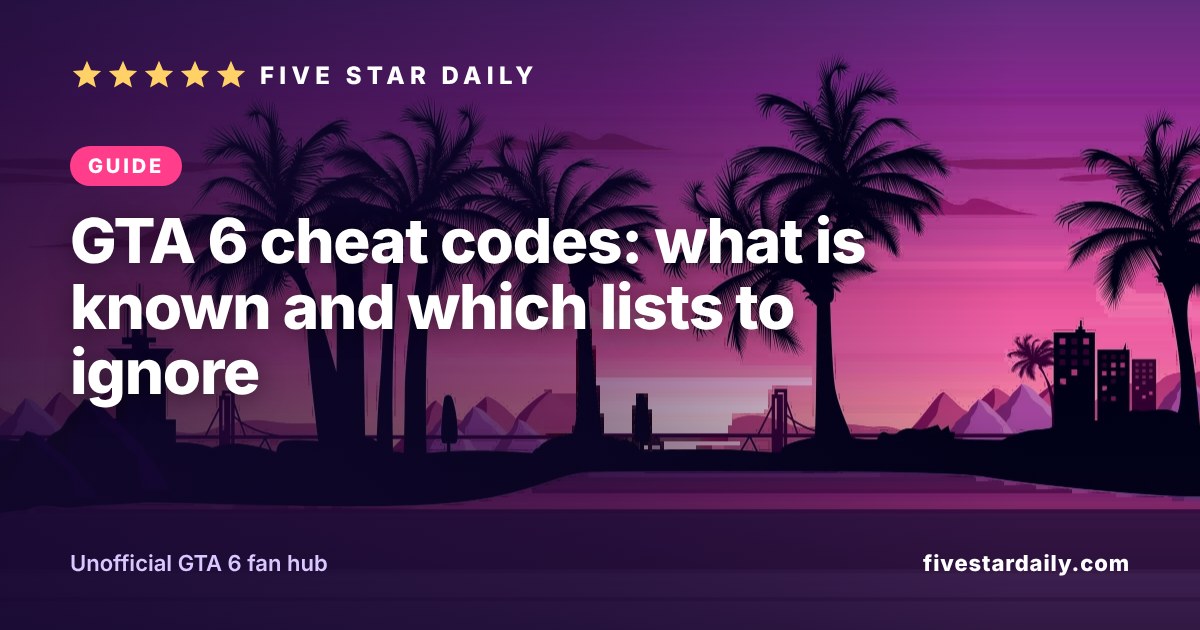 FIVE STAR DAILY
GUIDE
GTA 6 cheat codes: what is
known and which lists to
ignore
Unofficial GTA 6 fan hub
fivestardaily.com